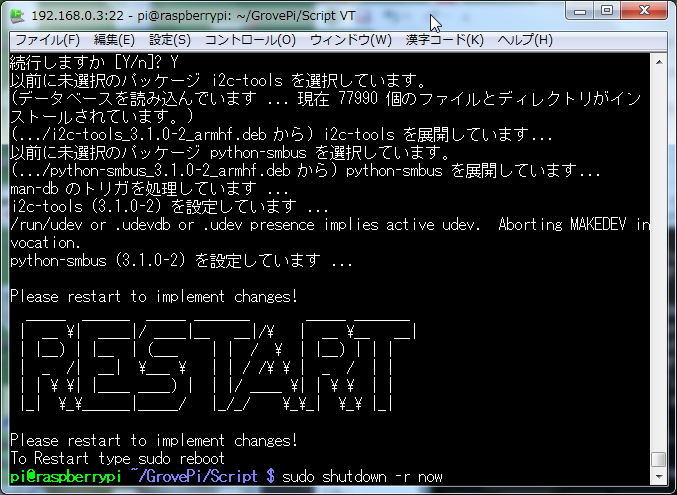 192.168.0.3:22 - pi@raspberrypi: ~/GrovePi/Script VT
ファイル(F) 編集(E) 設定(S) コントロール(O) ウィンドウ(W) 漢字コード(K) ヘルプ(H)
続行しますか [Y/n]? Y
以前に未選択のパッケージ i2c-tools を選択しています。
(データベースを読み込んでいます ... 現在 77990 個のファイルとディレクトリがイン
ストールされています。)
(.../i2c-tools_3.1.0-2_armhf.deb から) i2c-tools を展開しています...
以前に未選択のパッケージ python-smbus を選択しています。
(.../python-smbus_3.1.0-2_armhf.deb から) python-smbus を展開しています...
man-db のトリガを処理しています ...
i2c-tools (3.1.0-2) を設定しています ...
/run/udev or .udevdb or .udev presence implies active udev.  Aborting MAKEDEV in
vocation.
python-smbus (3.1.0-2) を設定しています ...
Please restart to implement changes!
RESTART
Please restart to implement changes!
To Restart type sudo reboot
pi@raspberrypi ~/GrovePi/Script $ sudo shutdown -r now